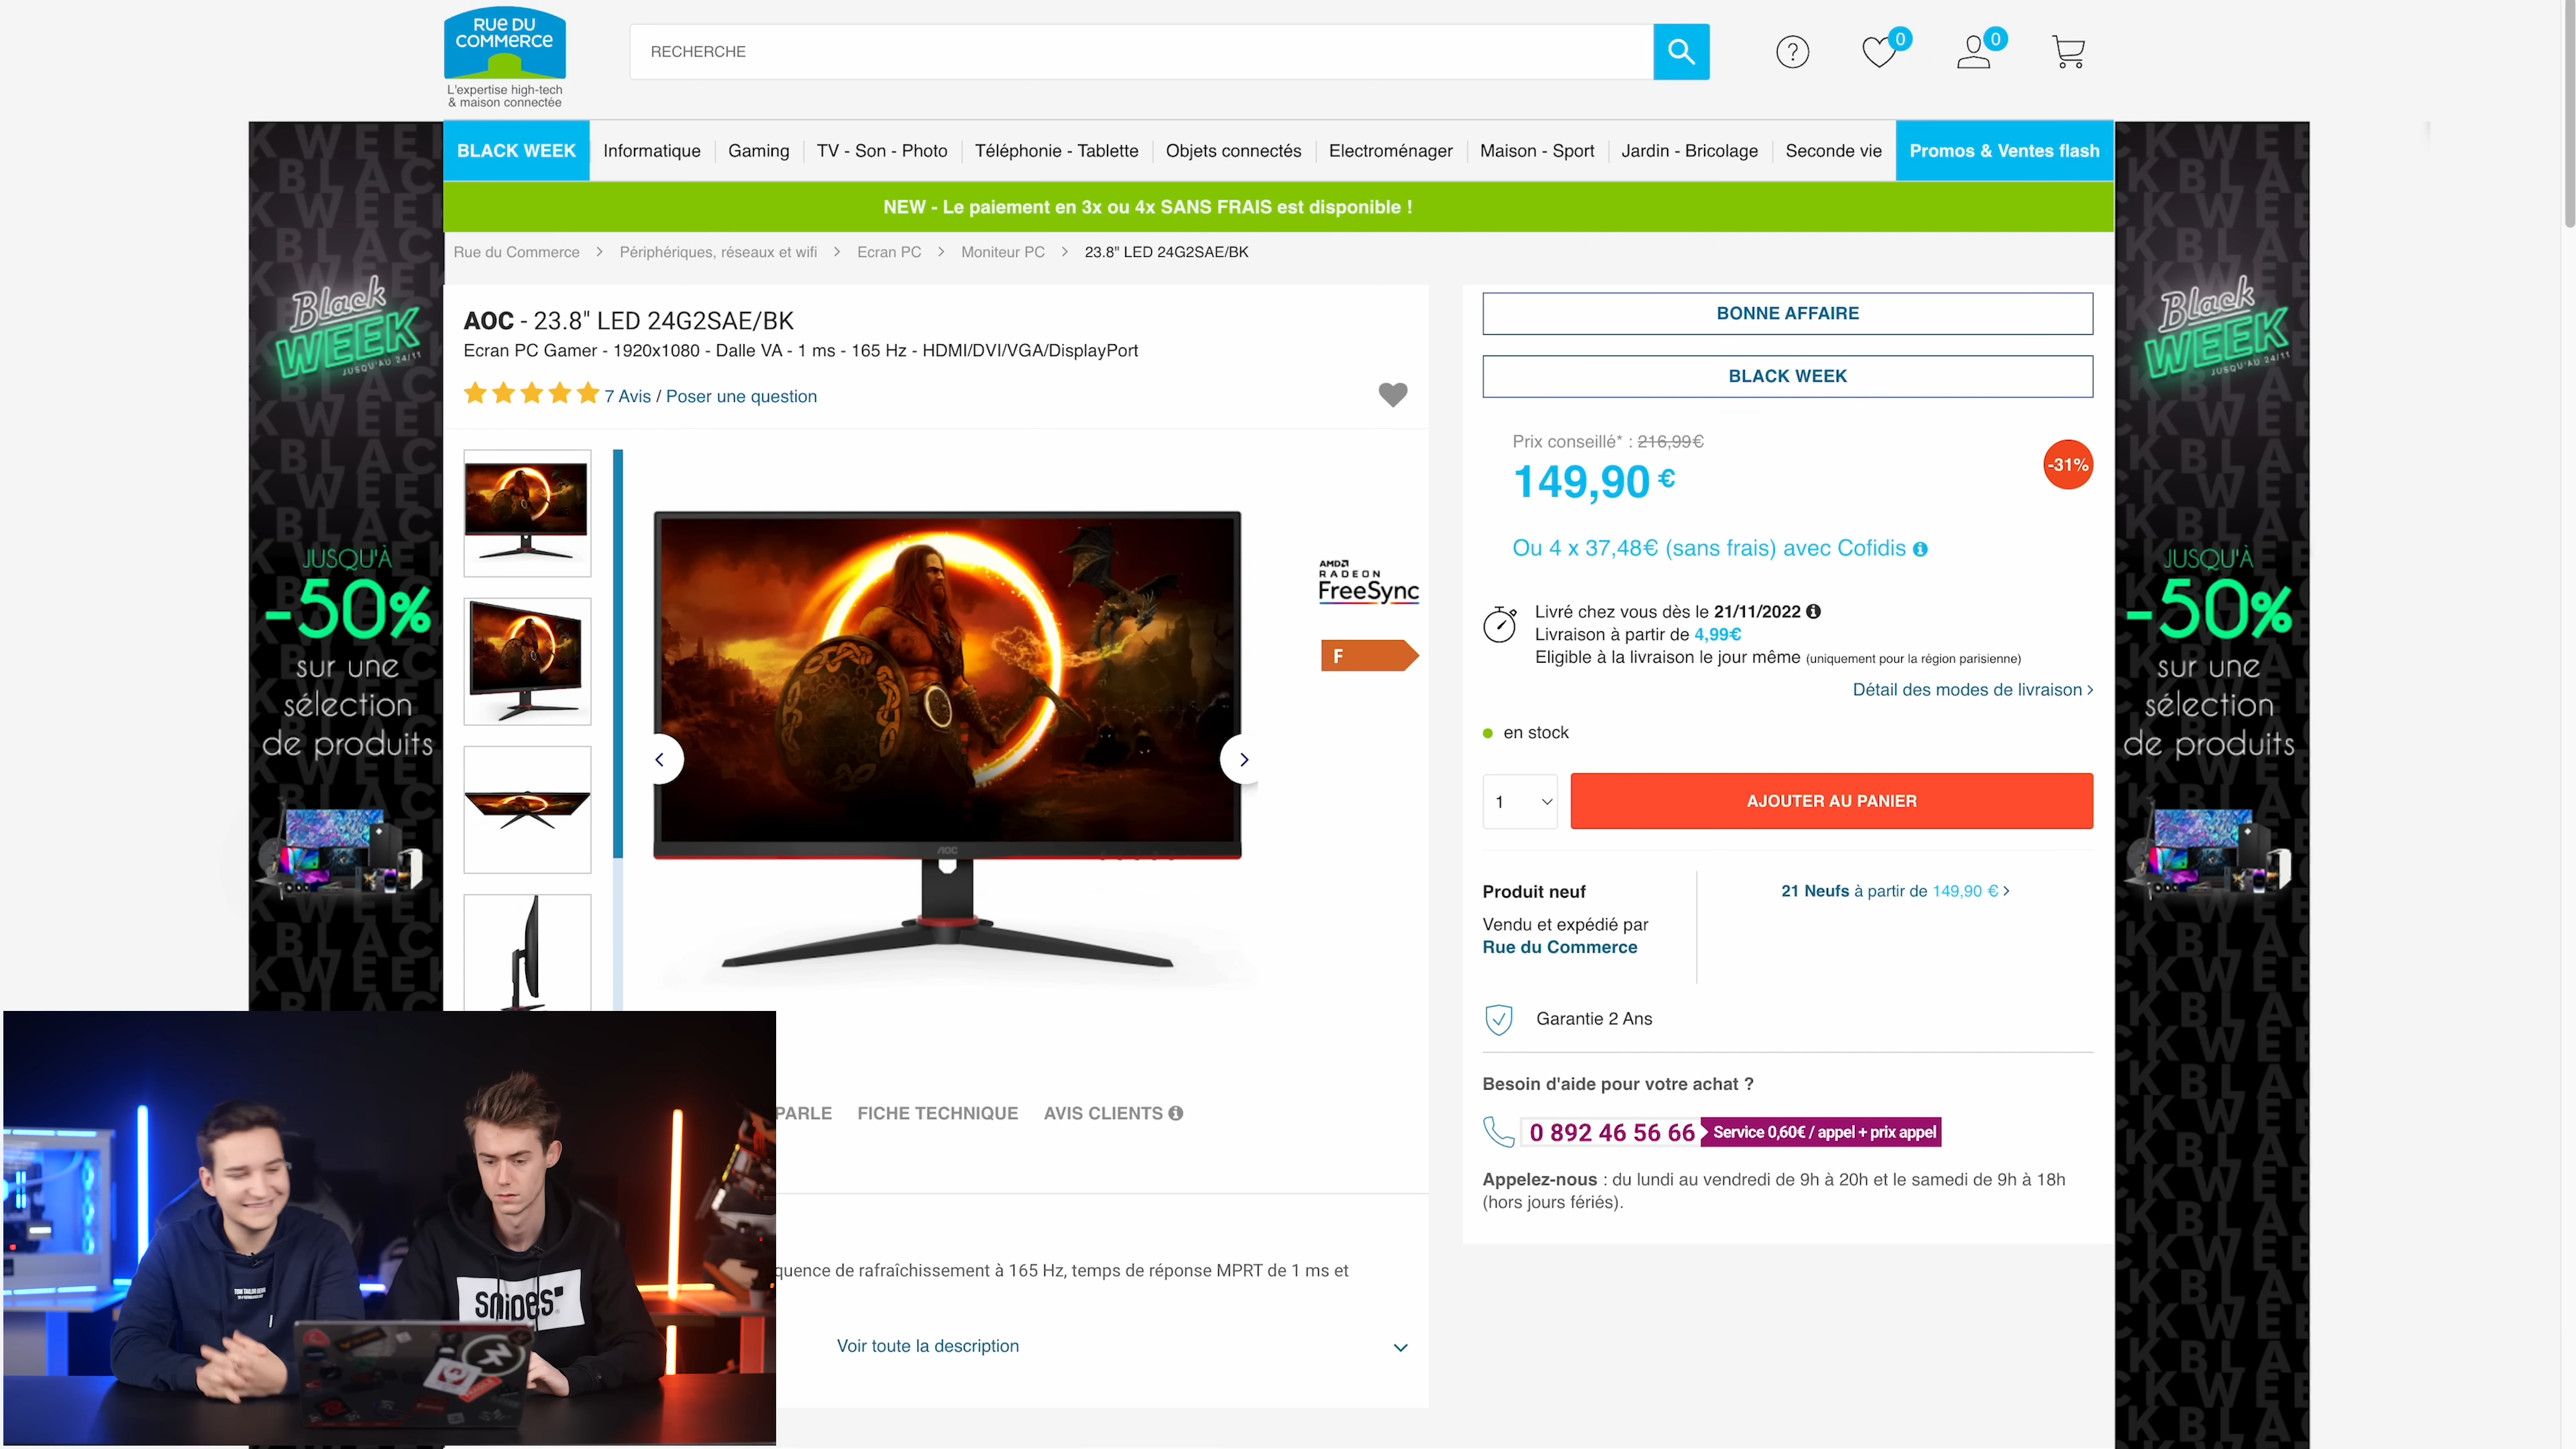 RUE DU
COMMERCE
L'expertise high-tech
& maison connectée
RECHERCHE
?
0
0
BLACK WEEK
Informatique
Gaming
TV - Son - Photo
Téléphonie - Tablette
Objets connectés
Electroménager
Maison - Sport
Jardin - Bricolage
Seconde vie
Promos & Ventes flash
NEW - Le paiement en 3x ou 4x SANS FRAIS est disponible !
Rue du Commerce > Périphériques, réseaux et wifi > Ecran PC > Moniteur PC > 23.8" LED 24G2SAE/BK
AOC - 23.8" LED 24G2SAE/BK
Ecran PC Gamer - 1920x1080 - Dalle VA - 1 ms - 165 Hz - HDMI/DVI/VGA/DisplayPort
7 Avis / Poser une question
AOC
AMD
RADEON
FreeSync
F
BONNE AFFAIRE
BLACK WEEK
Prix conseillé* : 216,99€
149,90 €
-31%
Ou 4 x 37,48€ (sans frais) avec Cofidis
Livré chez vous dès le 21/11/2022
Livraison à partir de 4,99€
Eligible à la livraison le jour même (uniquement pour la région parisienne)
Détail des modes de livraison >
en stock
1
AJOUTER AU PANIER
Produit neuf
Vendu et expédié par
Rue du Commerce
21 Neufs à partir de 149,90 € >
Garantie 2 Ans
Besoin d'aide pour votre achat ?
0 892 46 56 66 Service 0,60€ / appel + prix appel
Appelez-nous : du lundi au vendredi de 9h à 20h et le samedi de 9h à 18h
(hors jours fériés).
PARLE
FICHE TECHNIQUE
AVIS CLIENTS
quence de rafraîchissement à 165 Hz, temps de réponse MPRT de 1 ms et
Voir toute la description
Black
WEEK
JUSQU'AU 24/11
JUSQU'À
-50%
sur une
sélection
de produits
Black
WEEK
JUSQU'AU 24/11
JUSQU'À
-50%
sur une
sélection
de produits
snipes